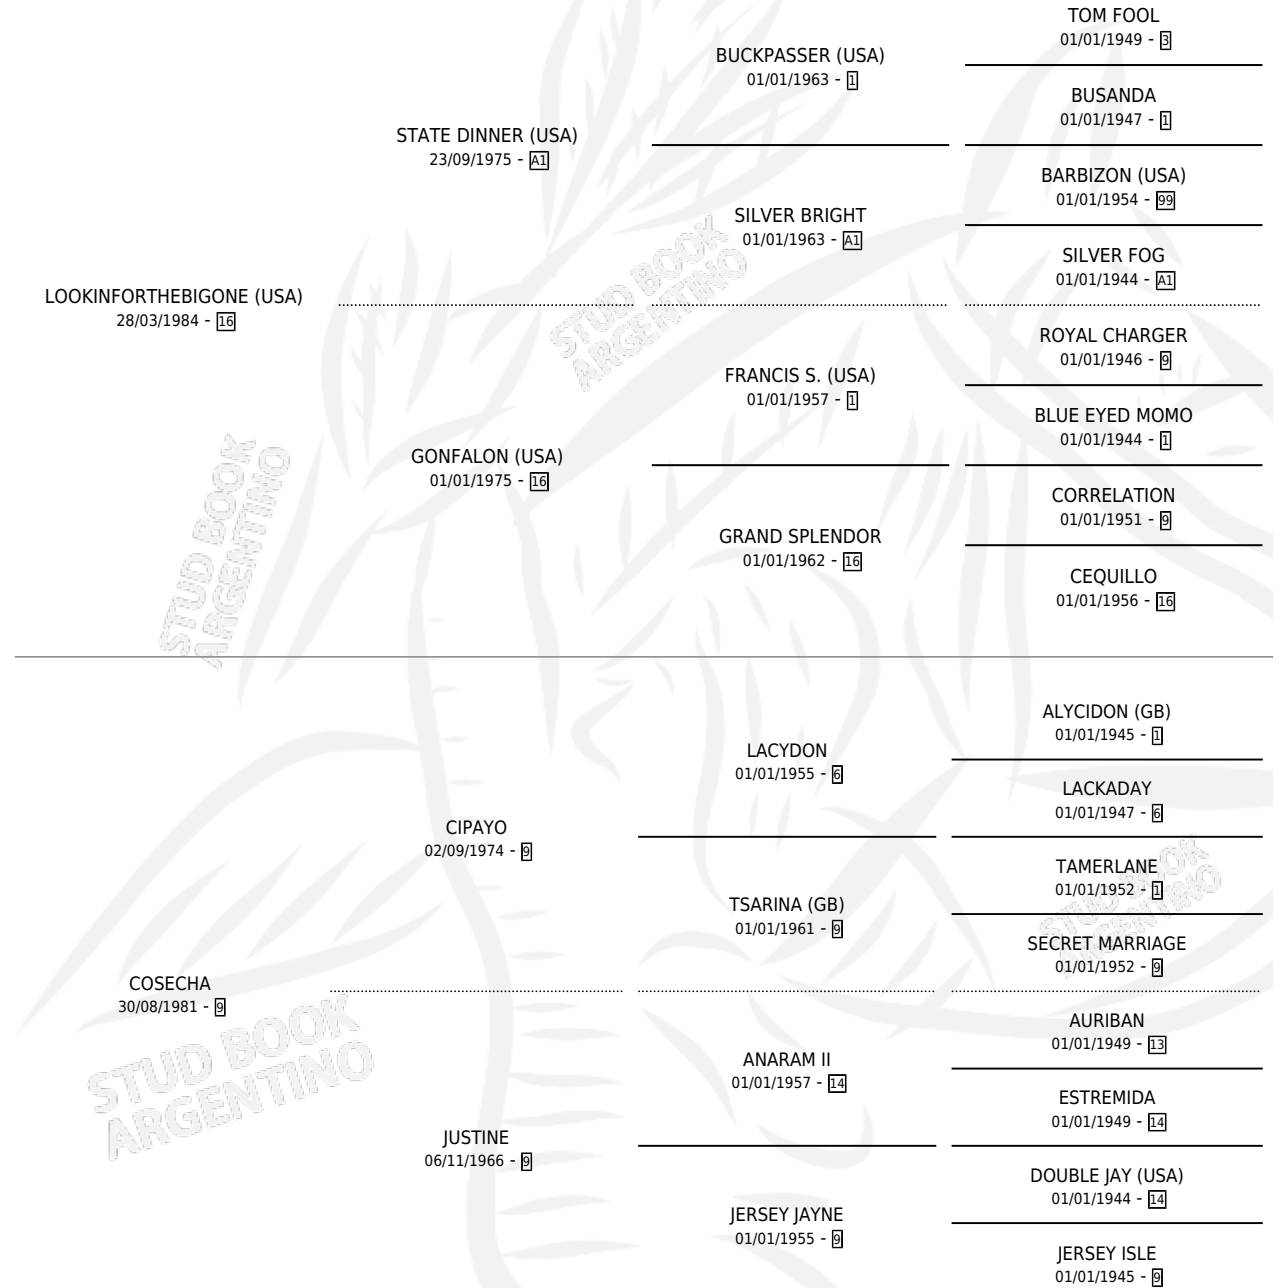 TOM FOOL
01/01/1949 - 3
BUCKPASSER (USA)
01/01/1963 - 1
BUSANDA
01/01/1947 - 1
STATE DINNER (USA)
23/09/1975 - A1
BARBIZON (USA)
01/01/1954 - 99
SILVER BRIGHT
01/01/1963 - A1
SILVER FOG
01/01/1944 - A1
LOOKINFORTHEBIGONE (USA)
28/03/1984 - 16
ROYAL CHARGER
01/01/1946 - 9
FRANCIS S. (USA)
01/01/1957 - 1
BLUE EYED MOMO
01/01/1944 - 1
GONFALON (USA)
01/01/1975 - 16
CORRELATION
01/01/1951 - 9
GRAND SPLENDOR
01/01/1962 - 16
CEQUILLO
01/01/1956 - 16
ALYCIDON (GB)
01/01/1945 - 1
LACYDON
01/01/1955 - 6
LACKADAY
01/01/1947 - 6
CIPAYO
02/09/1974 - 9
TAMERLANE
01/01/1952 - 1
TSARINA (GB)
01/01/1961 - 9
SECRET MARRIAGE
01/01/1952 - 9
COSECHA
30/08/1981 - 9
AURIBAN
01/01/1949 - 13
ANARAM II
01/01/1957 - 14
ESTREMIDA
01/01/1949 - 14
JUSTINE
06/11/1966 - 9
DOUBLE JAY (USA)
01/01/1944 - 14
JERSEY JAYNE
01/01/1955 - 9
JERSEY ISLE
01/01/1945 - 9
STUD BOOK
ARGENTINO
STUD BOOK
ARGENTINO
STUD BOOK
ARGENTINO
STUD BOOK
ARGENTINO